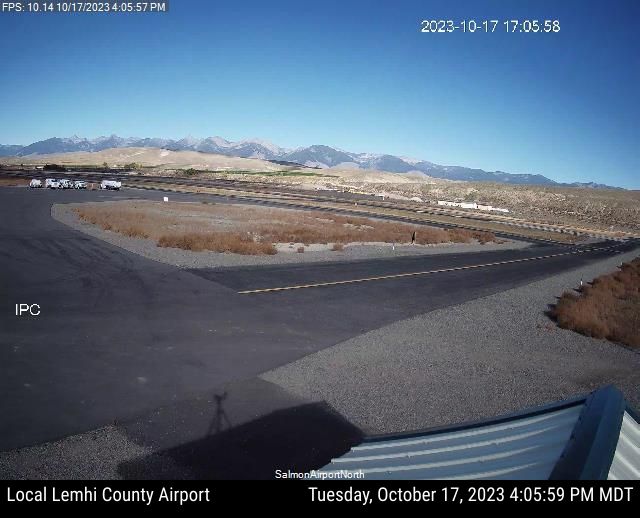 FPS: 10.14 10/17/2023 4:05:57 PM
2023-10-17 17:05:58
IPC
SalmonAirportNorth
Local Lemhi County Airport Tuesday, October 17, 2023 4:05:59 PM MDT